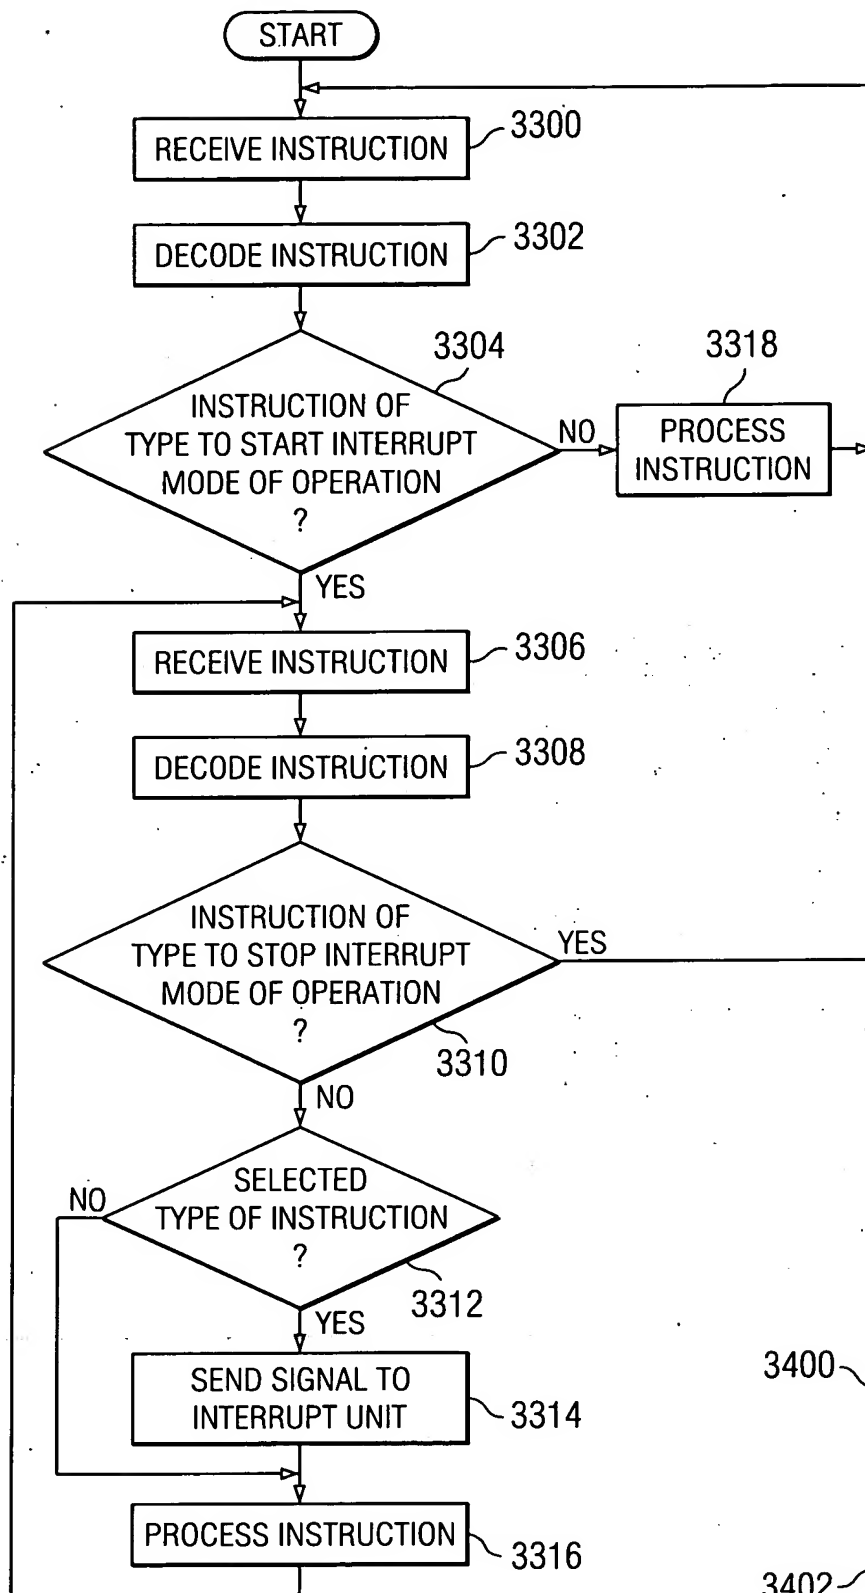 START
RECEIVE INSTRUCTION
3300
DECODE INSTRUCTION
3302
3304
INSTRUCTION OF
TYPE TO START INTERRUPT
MODE OF OPERATION
?
NO
3318
PROCESS
INSTRUCTION
YES
RECEIVE INSTRUCTION
3306
DECODE INSTRUCTION
3308
INSTRUCTION OF
TYPE TO STOP INTERRUPT
MODE OF OPERATION
?
YES
3310
NO
SELECTED
TYPE OF INSTRUCTION
?
NO
3312
YES
SEND SIGNAL TO
INTERRUPT UNIT
3314
3400
PROCESS INSTRUCTION
3316
3402